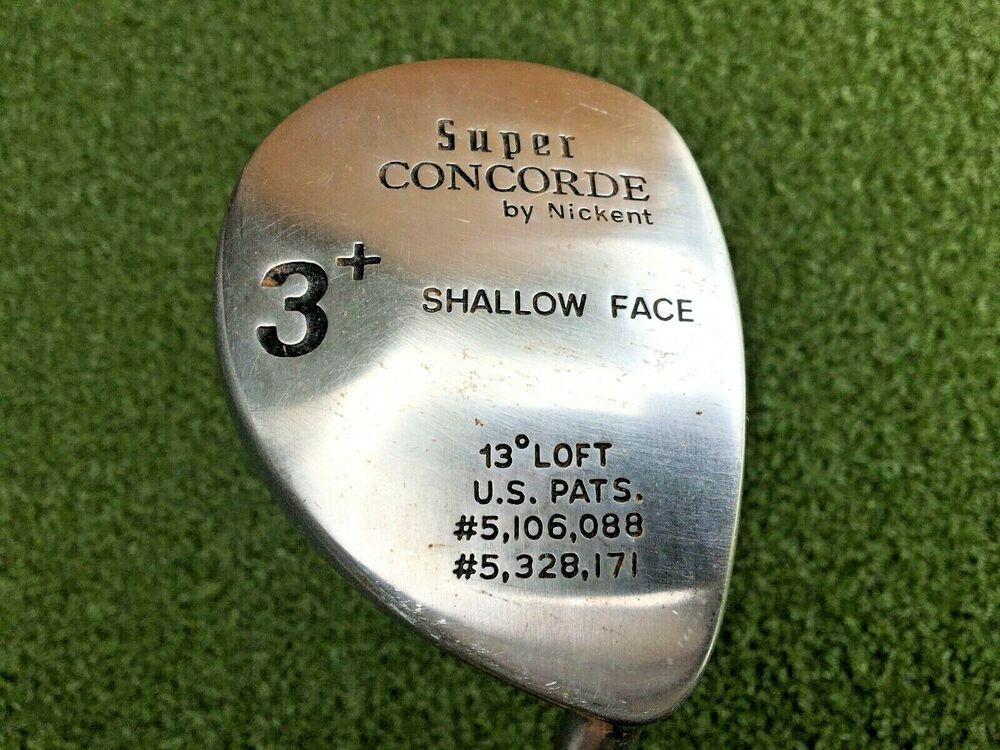 Super
CONCORDE
by Nickent
3+
SHALLOW FACE
13° LOFT
U.S. PATS.
#5,106,088
#5,328,171